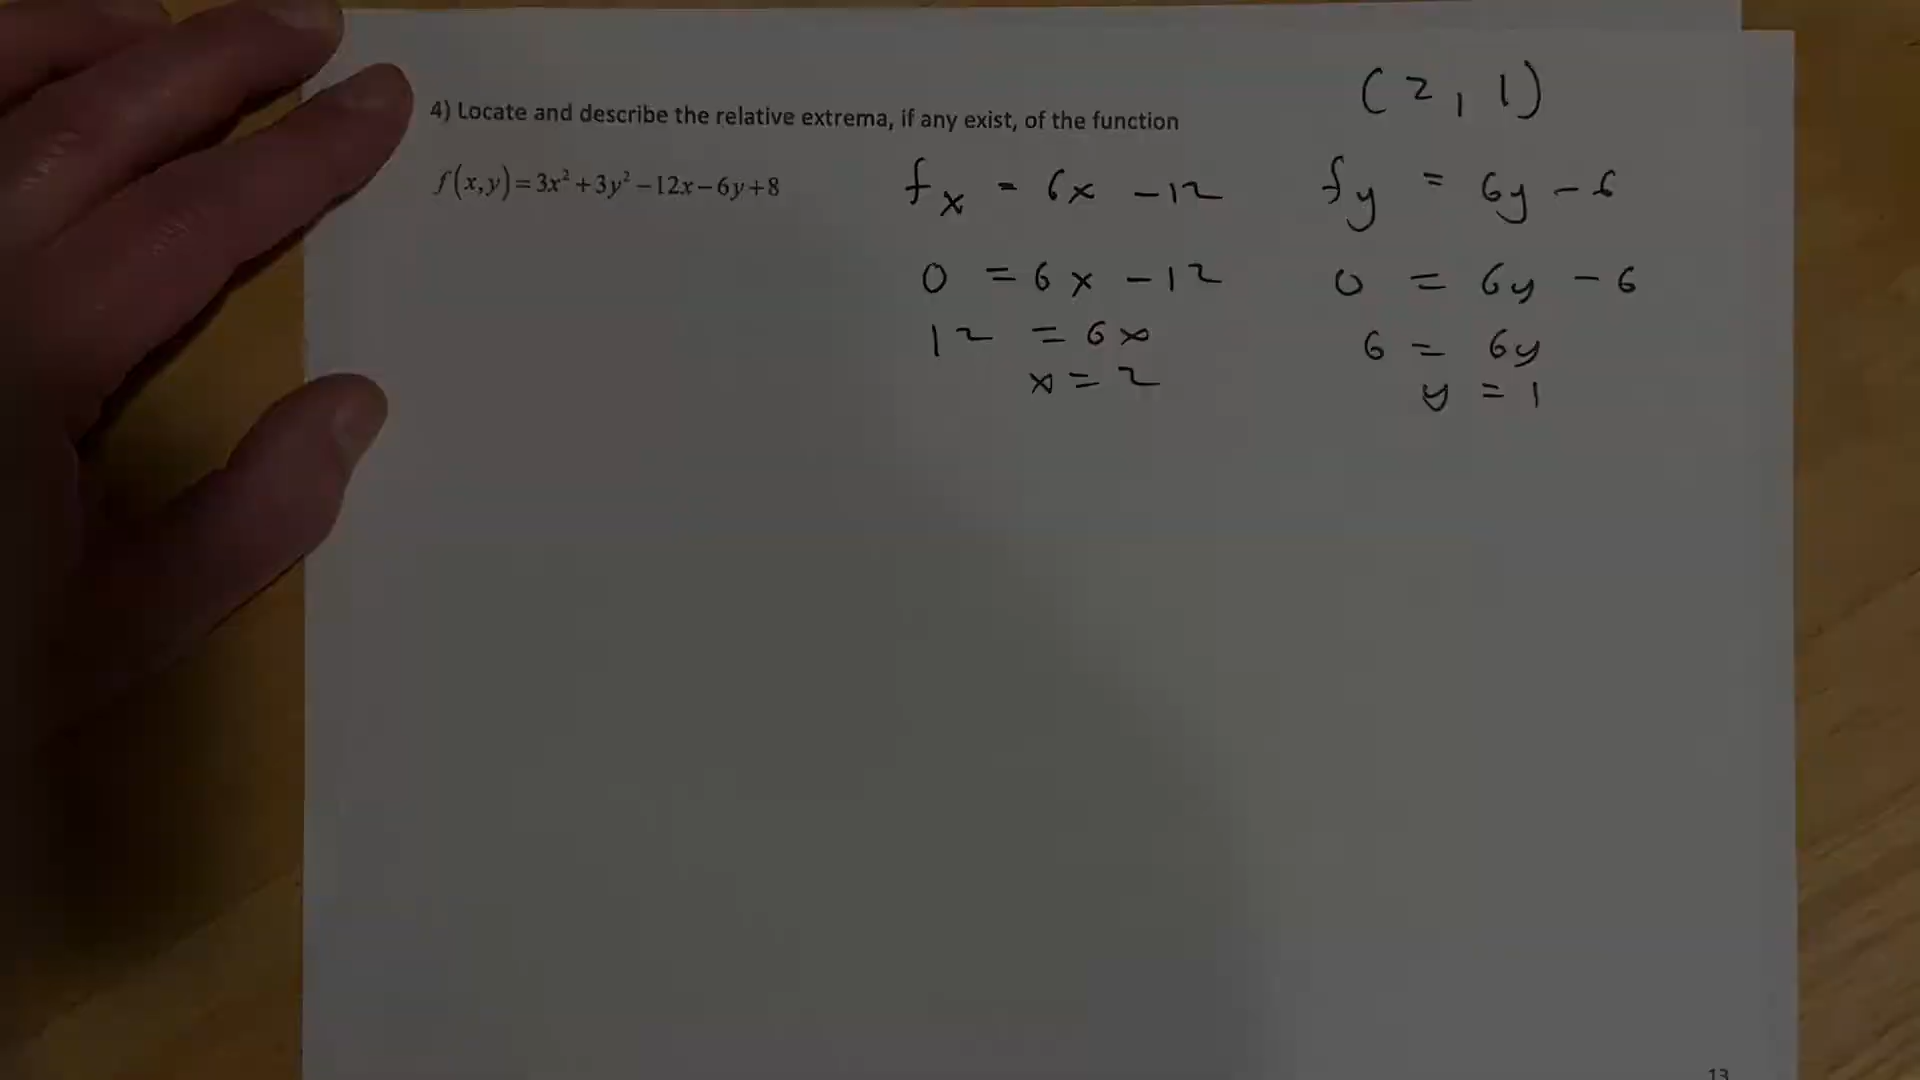 (2, 1)
4) Locate and describe the relative extrema, if any exist, of the function
f(x,y)=3x²+3y²−12x−6y+8
fx = 6x −12
fy = 6y − 6
0 = 6x −12
0 = 6y − 6
12 = 6x
6 = 6y
x = 2
y = 1
13